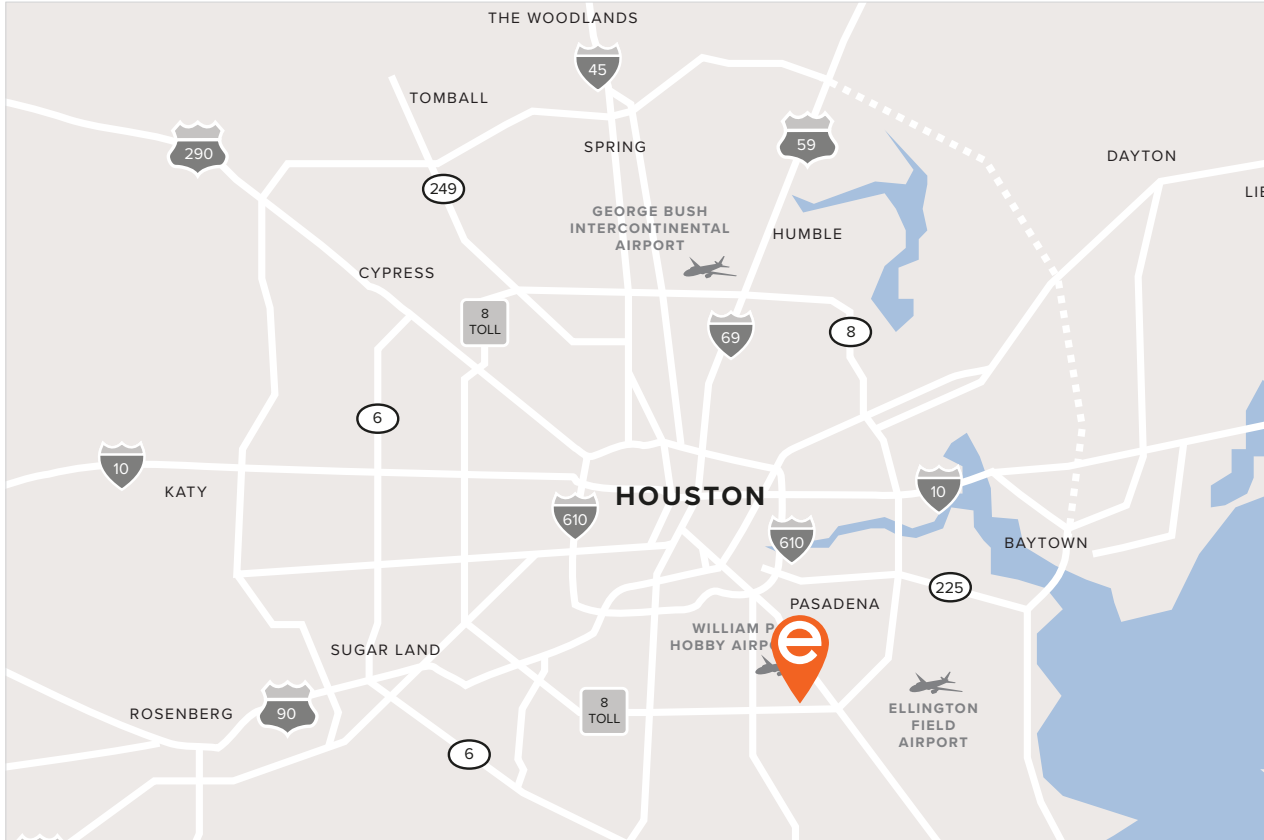 THE WOODLANDS
45
TOMBALL
SPRING
290
59
DAYTON
249
GEORGE BUSH
INTERCONTINENTAL
AIRPORT
HUMBLE
CYPRESS
8
TOLL
69
8
6
10
KATY
HOUSTON
10
610
610
BAYTOWN
225
PASADENA
WILLIAM P
HOBBY
e
SUGAR LAND
ROSENBERG
90
8
TOLL
ELLINGTON
FIELD
AIRPORT
6